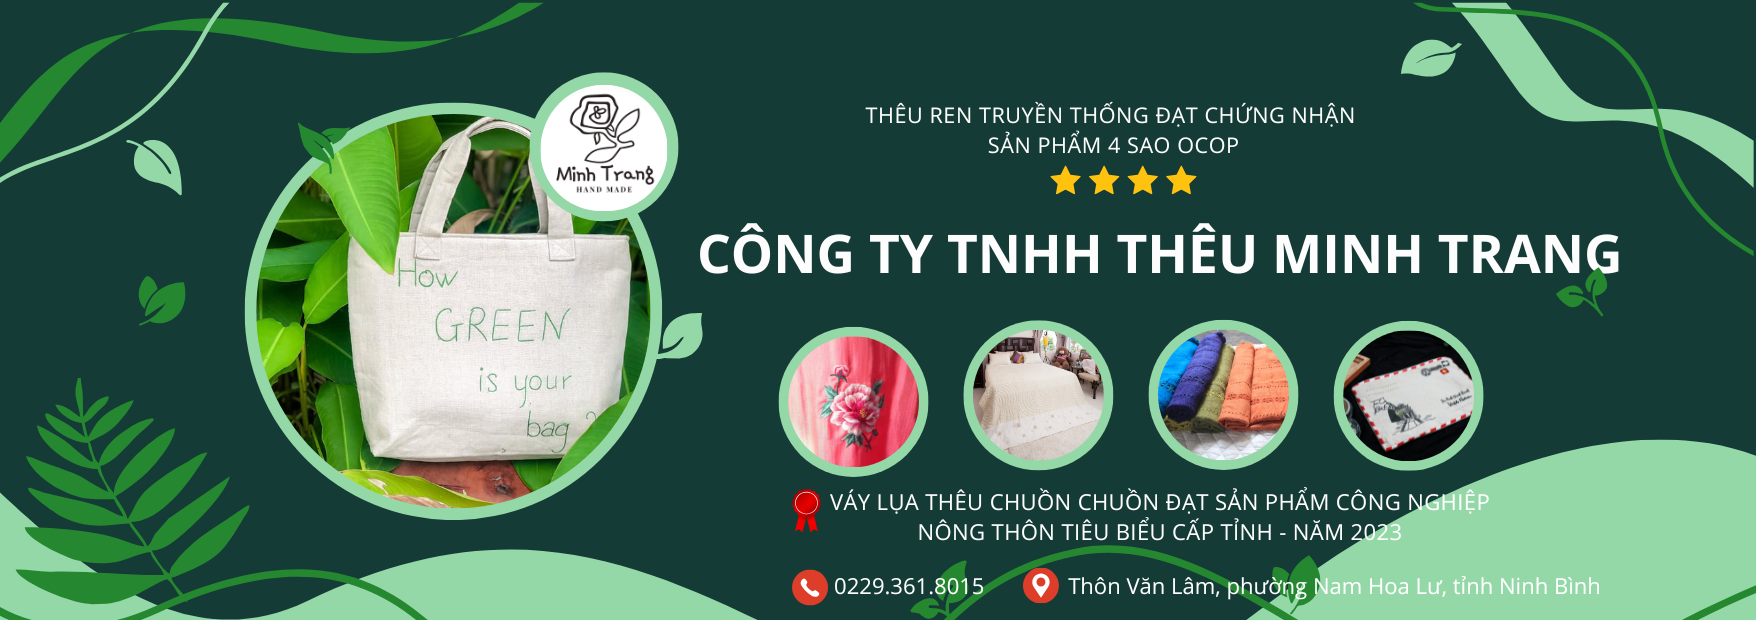 Minh Trang
HAND MADE
How
GREEN
is your
bag ?
THÊU REN TRUYỀN THỐNG ĐẠT CHỨNG NHẬN
SẢN PHẨM 4 SAO OCOP
CÔNG TY TNHH THÊU MINH TRANG
VÁY LỤA THÊU CHUỒN CHUỒN ĐẠT SẢN PHẨM CÔNG NGHIỆP
NÔNG THÔN TIÊU BIỂU CẤP TỈNH - NĂM 2023
0229.361.8015
Thôn Văn Lâm, phường Nam Hoa Lư, tỉnh Ninh Bình